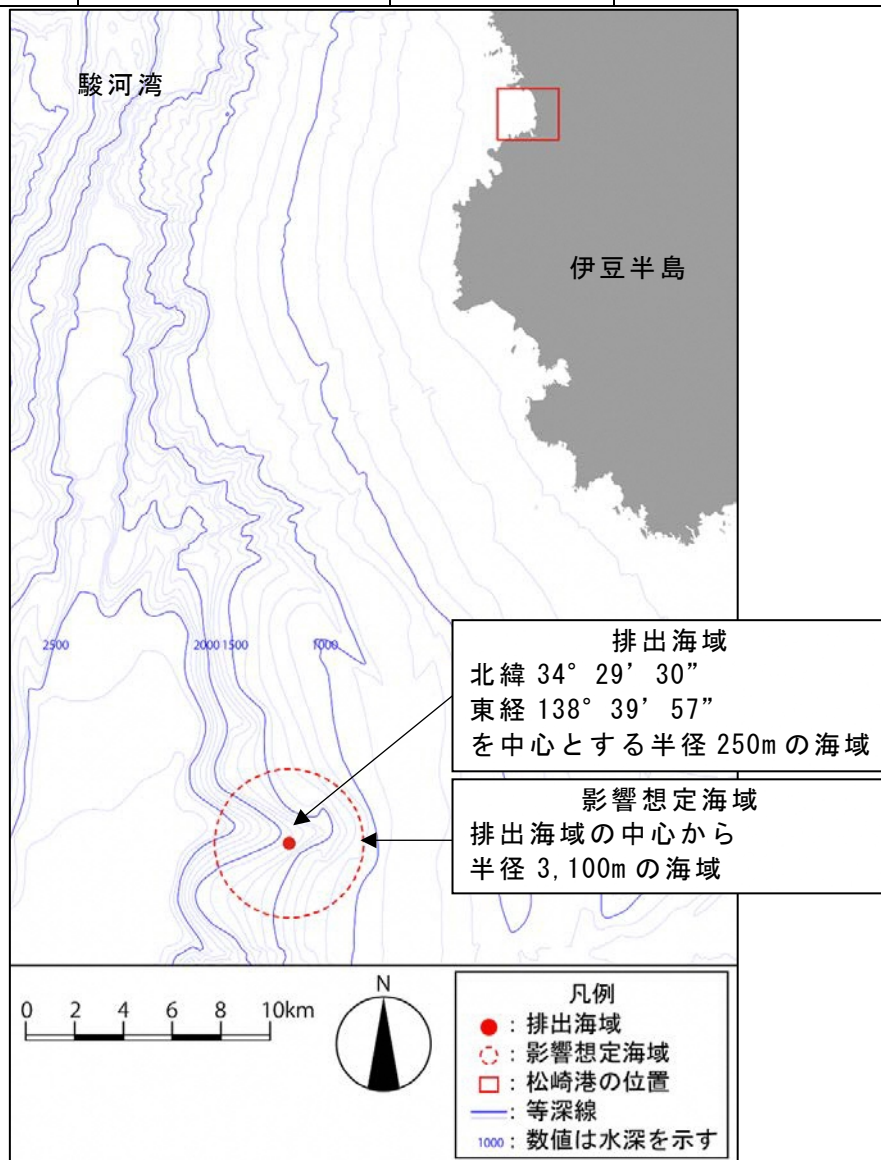 駿河湾
伊豆半島
2500
2000
1500
1000
排出海域
北緯 34° 29’ 30”
東経 138° 39’ 57”
を中心とする半径 250m の海域
影響想定海域
排出海域の中心から
半径 3,100m の海域
0 2 4 6 8 10km
N
凡例
：排出海域
：影響想定海域
：松崎港の位置
：等深線
1000：数値は水深を示す